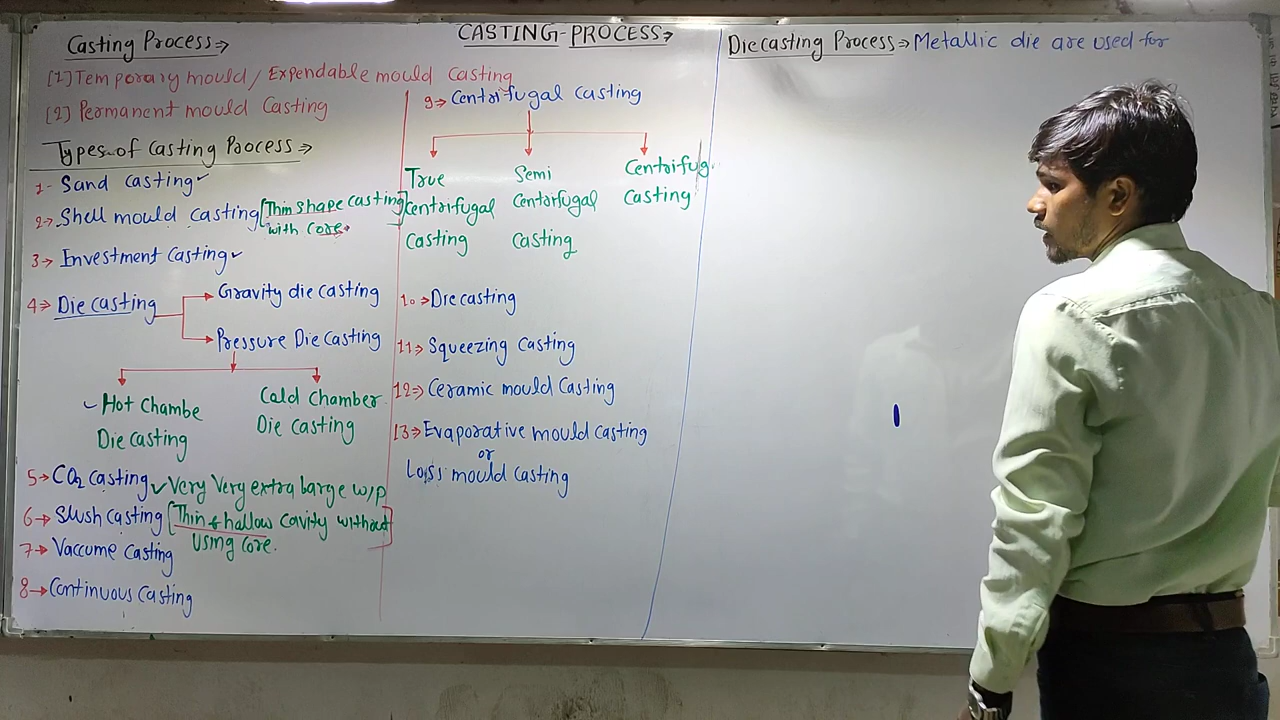 CASTING-PROCESS→
Casting Process→
[1] Temporary mould/Expendable mould Casting
[2] Permanent mould Casting
Types of Casting Process→
1- Sand casting✓
2→ Shell mould casting [Thin shape casting]
with core.
3→ Investment Casting✓
4→ Die casting
Gravity die casting
Pressure Die Casting
✓Hot Chambe
Die casting
Cold Chamber
Die casting
5→ CO2 casting ✓Very Very extra large w/p
6→ Slush casting [Thin & hallow Cavity without]
using core.
7→ Vaccume casting
8→ Continuous casting
9→ Centrifugal casting
True
Centrifugal
Casting
Semi
Centrifugal
Casting
Centrifug.
Casting
10→ Diecasting
11→ Squeezing Casting
12→ Ceramic mould Casting
13→ Evaporative mould casting
or
Loss mould casting
Diecasting Process→ Metallic die are used for